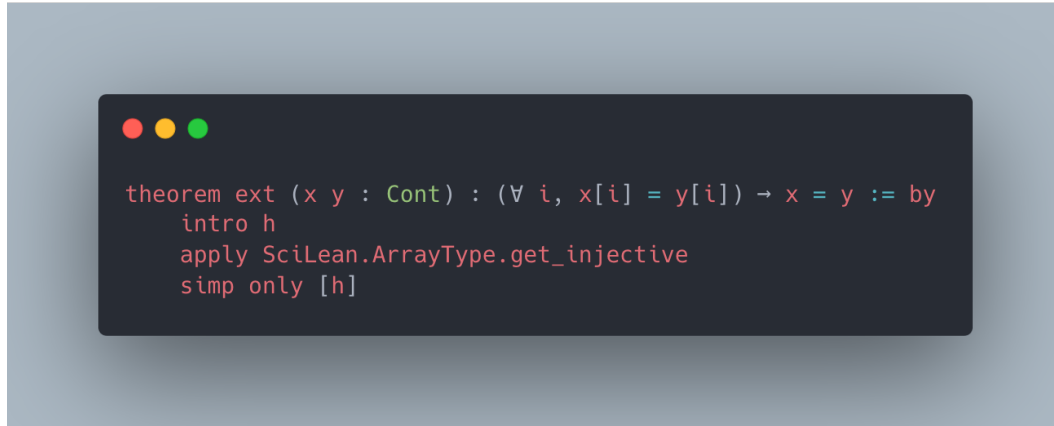 theorem ext (x y : Cont) : (∀ i, x[i] = y[i]) → x = y := by
    intro h
    apply SciLean.ArrayType.get_injective
    simp only [h]